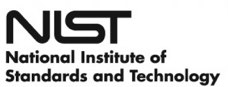 NIST
National Institute of
Standards and Technology